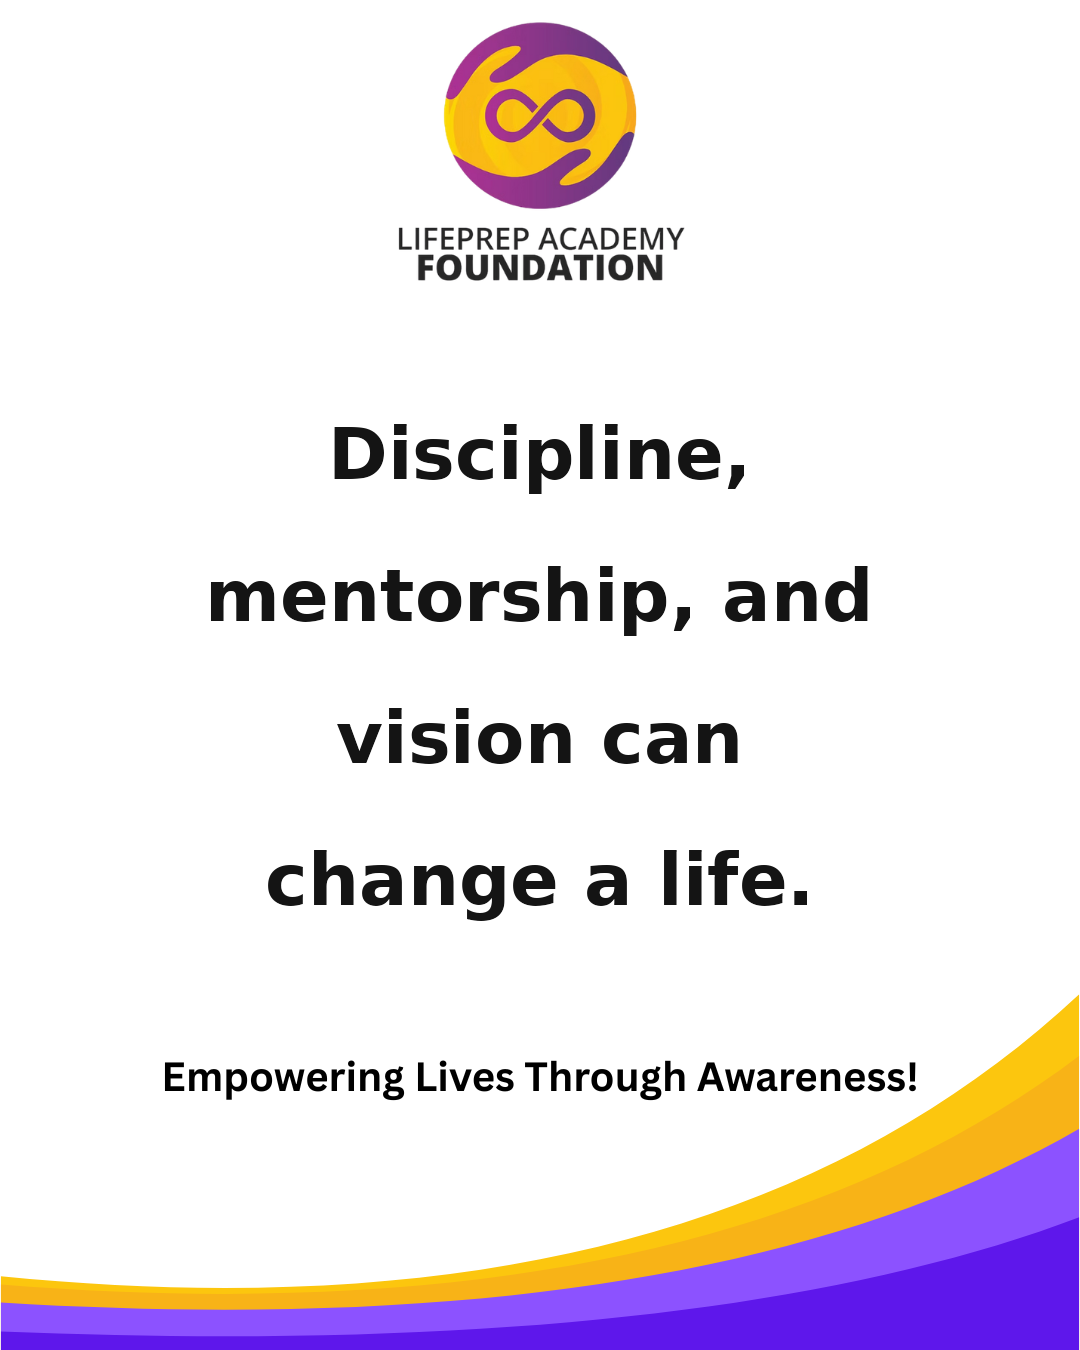 LIFEPREP ACADEMY
FOUNDATION
Discipline,
mentorship, and
vision can
change a life.
Empowering Lives Through Awareness!